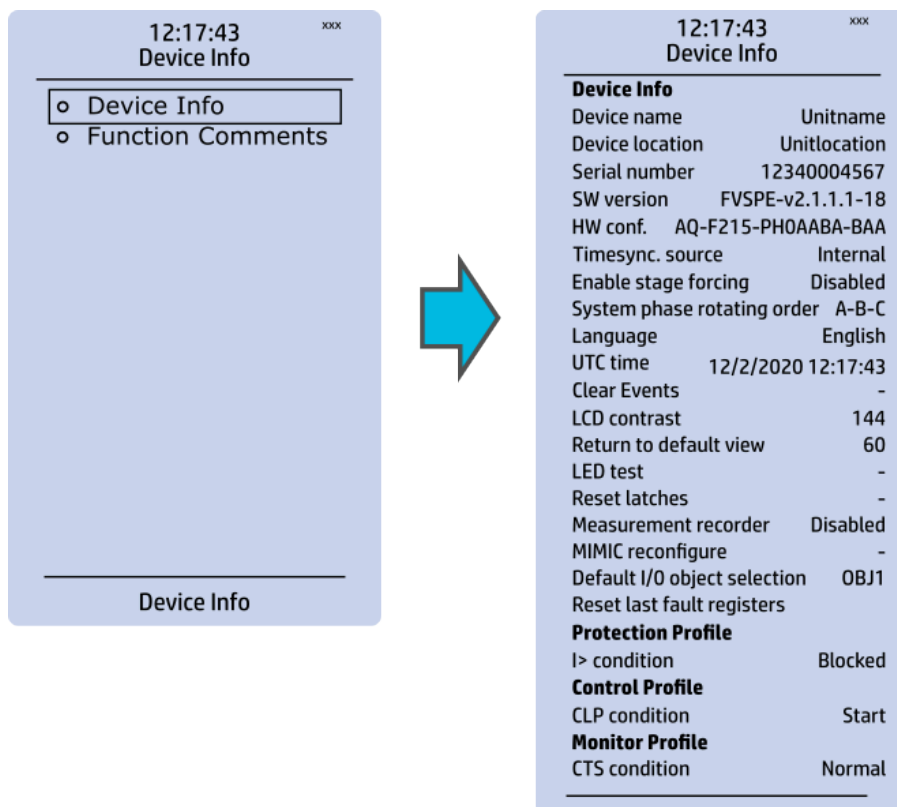 12:17:43 xxx
Device Info
Device Info
Function Comments
Device Info
12:17:43 xxx
Device Info
Device Info
Device name Unitname
Device location Unitlocation
Serial number 12340004567
SW version FVSPE-v2.1.1.1-18
HW conf. AQ-F215-PH0AABA-BAA
Timesync. source Internal
Enable stage forcing Disabled
System phase rotating order A-B-C
Language English
UTC time 12/2/2020 12:17:43
Clear Events -
LCD contrast 144
Return to default view 60
LED test -
Reset latches -
Measurement recorder Disabled
MIMIC reconfigure -
Default I/0 object selection OBJ1
Reset last fault registers
Protection Profile
I> condition Blocked
Control Profile
CLP condition Start
Monitor Profile
CTS condition Normal